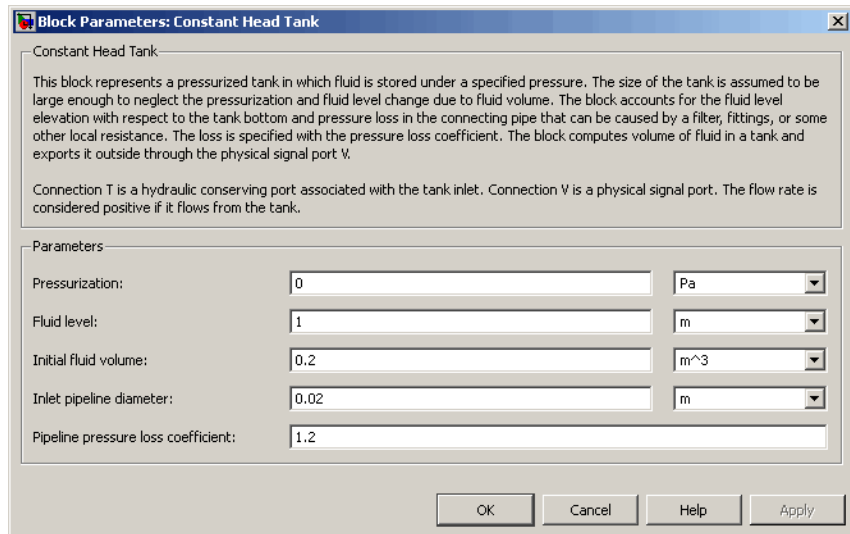 Block Parameters: Constant Head Tank
Constant Head Tank
This block represents a pressurized tank in which fluid is stored under a specified pressure. The size of the tank is assumed to be
large enough to neglect the pressurization and fluid level change due to fluid volume. The block accounts for the fluid level
elevation with respect to the tank bottom and pressure loss in the connecting pipe that can be caused by a filter, fittings, or some
other local resistance. The loss is specified with the pressure loss coefficient. The block computes volume of fluid in a tank and
exports it outside through the physical signal port V.
Connection T is a hydraulic conserving port associated with the tank inlet. Connection V is a physical signal port. The flow rate is
considered positive if it flows from the tank.
Parameters
Pressurization: 0 Pa
Fluid level: 1 m
Initial fluid volume: 0.2 m^3
Inlet pipeline diameter: 0.02 m
Pipeline pressure loss coefficient: 1.2
OK Cancel Help Apply